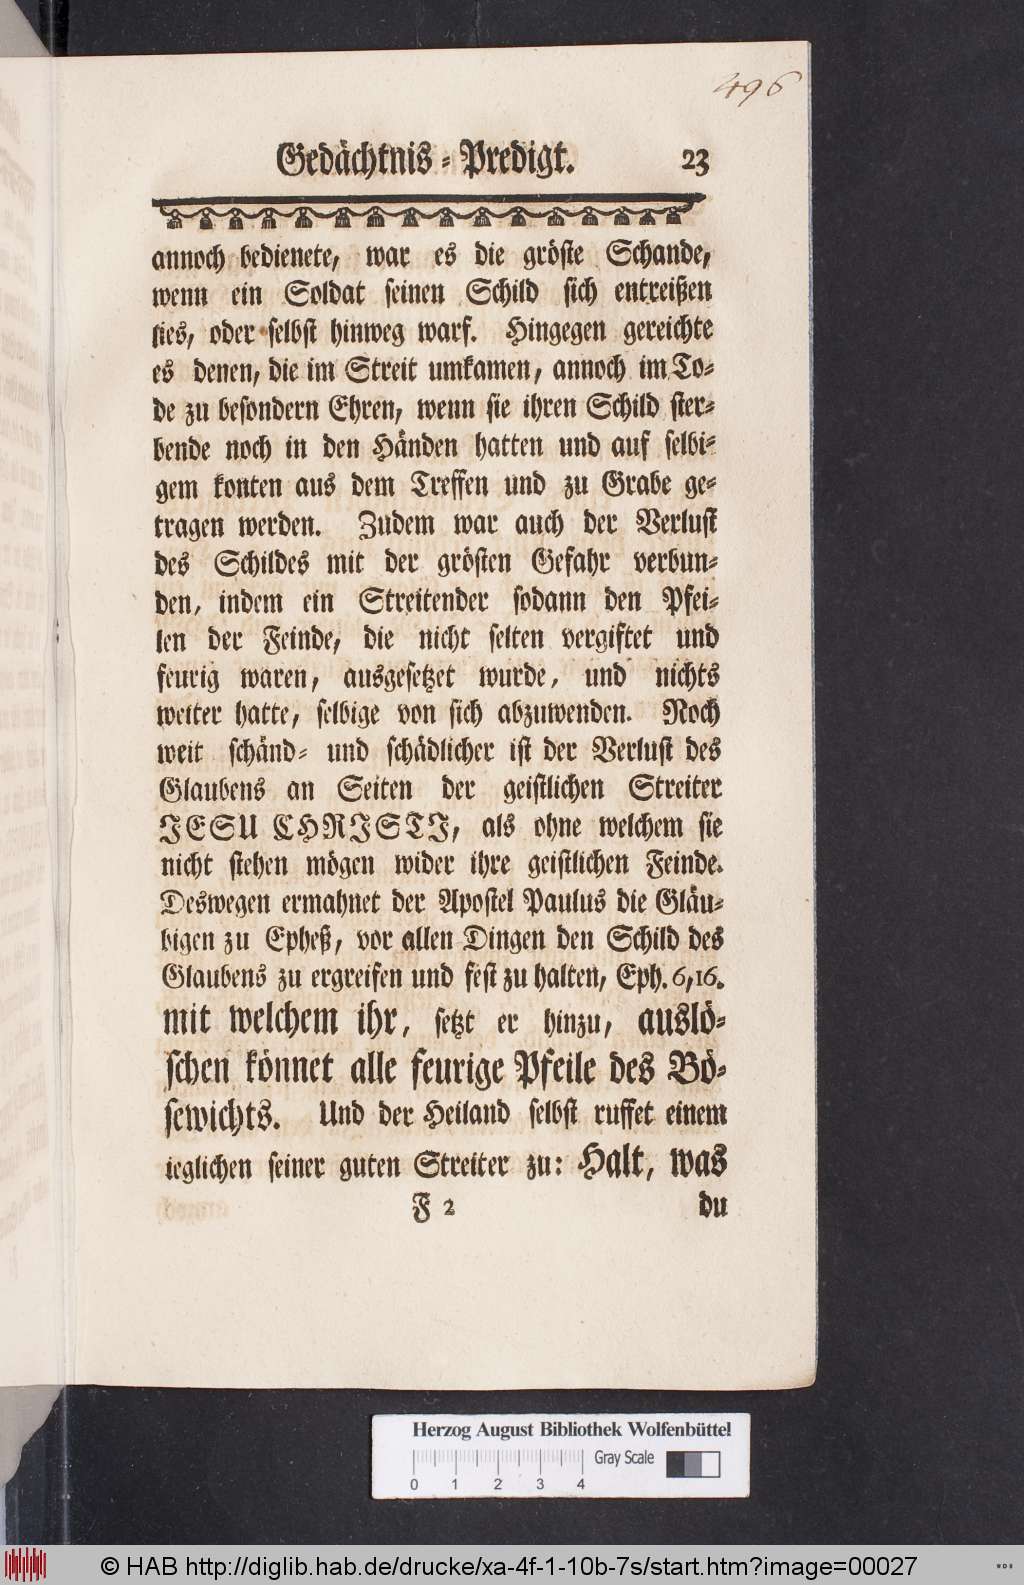 496
Gedächtnis-Predigt. 23
annoch bedienete, war es die gröste Schande,
wenn ein Soldat seinen Schild sich entreißen
lies, oder selbst hinweg warf. Hingegen gereichte
es denen, die im Streit umkamen, annoch im To-
de zu besondern Ehren, wenn sie ihren Schild ster-
bende noch in den Händen hatten und auf selbi-
gem konten aus dem Treffen und zu Grabe ge-
tragen werden. Zudem war auch der Verlust
des Schildes mit der grösten Gefahr verbun-
den, indem ein Streitender sodann den Pfei-
len der Feinde, die nicht selten vergiftet und
feurig waren, ausgesetzet wurde, und nichts
weiter hatte, selbige von sich abzuwenden. Noch
weit schänd- und schädlicher ist der Verlust des
Glaubens an Seiten der geistlichen Streiter
JESU CHRISTJ, als ohne welchem sie
nicht stehen mögen wider ihre geistlichen Feinde.
Deswegen ermahnet der Apostel Paulus die Gläu-
bigen zu Epheß, vor allen Dingen den Schild des
Glaubens zu ergreifen und fest zu halten, Eph. 6,16.
mit welchem ihr, setzt er hinzu, auslö-
schen könnet alle feurige Pfeile des Bö-
sewichts. Und der Heiland selbst ruffet einem
ieglichen seiner guten Streiter zu: Halt, was
F 2 du
Herzog August Bibliothek Wolfenbüttel
Gray Scale
0 1 2 3 4
© HAB http://diglib.hab.de/drucke/xa-4f-1-10b-7s/start.htm?image=00027